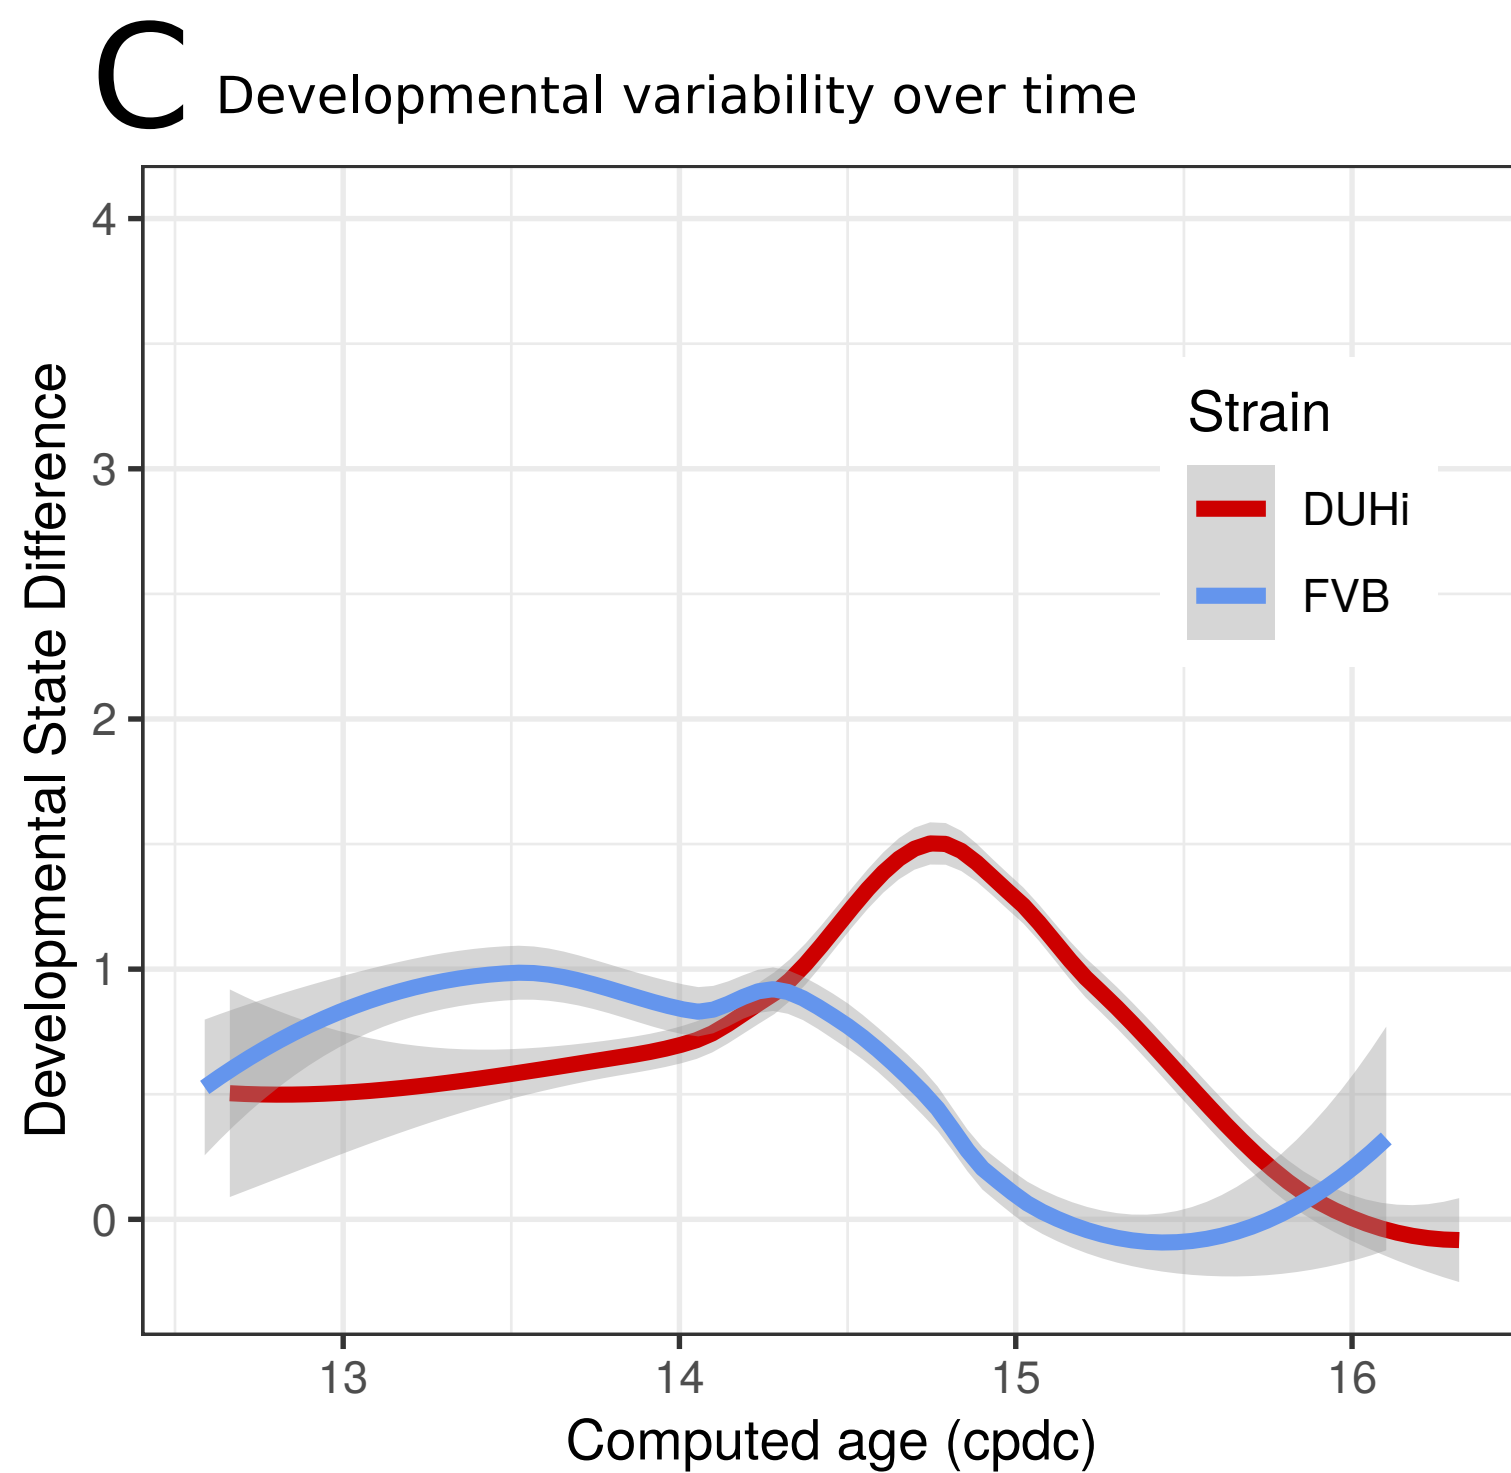 C Developmental variability over time
4
3
2
1
0
Developmental State Difference
Strain
DUHi
FVB
13 14 15 16
Computed age (cpdc)